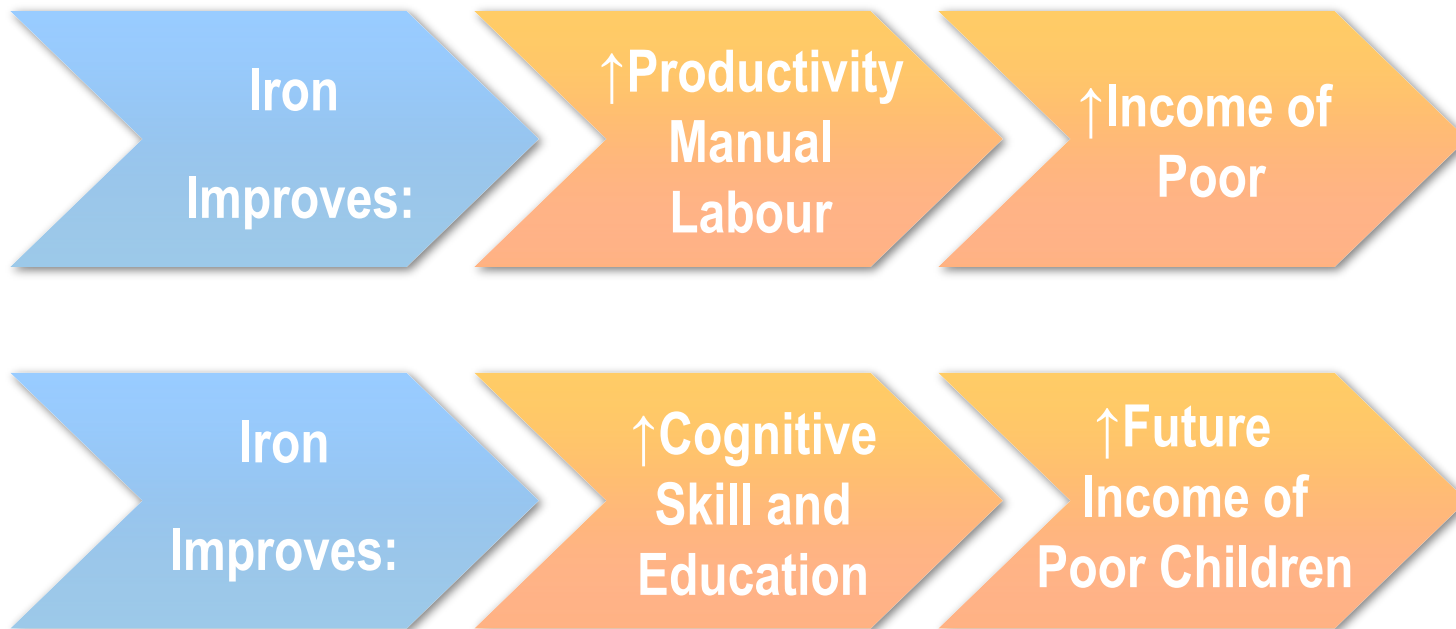 Iron
Improves:
↑Productivity
Manual
Labour
↑Income of
Poor
Iron
Improves:
↑Cognitive
Skill and
Education
↑Future
Income of
Poor Children